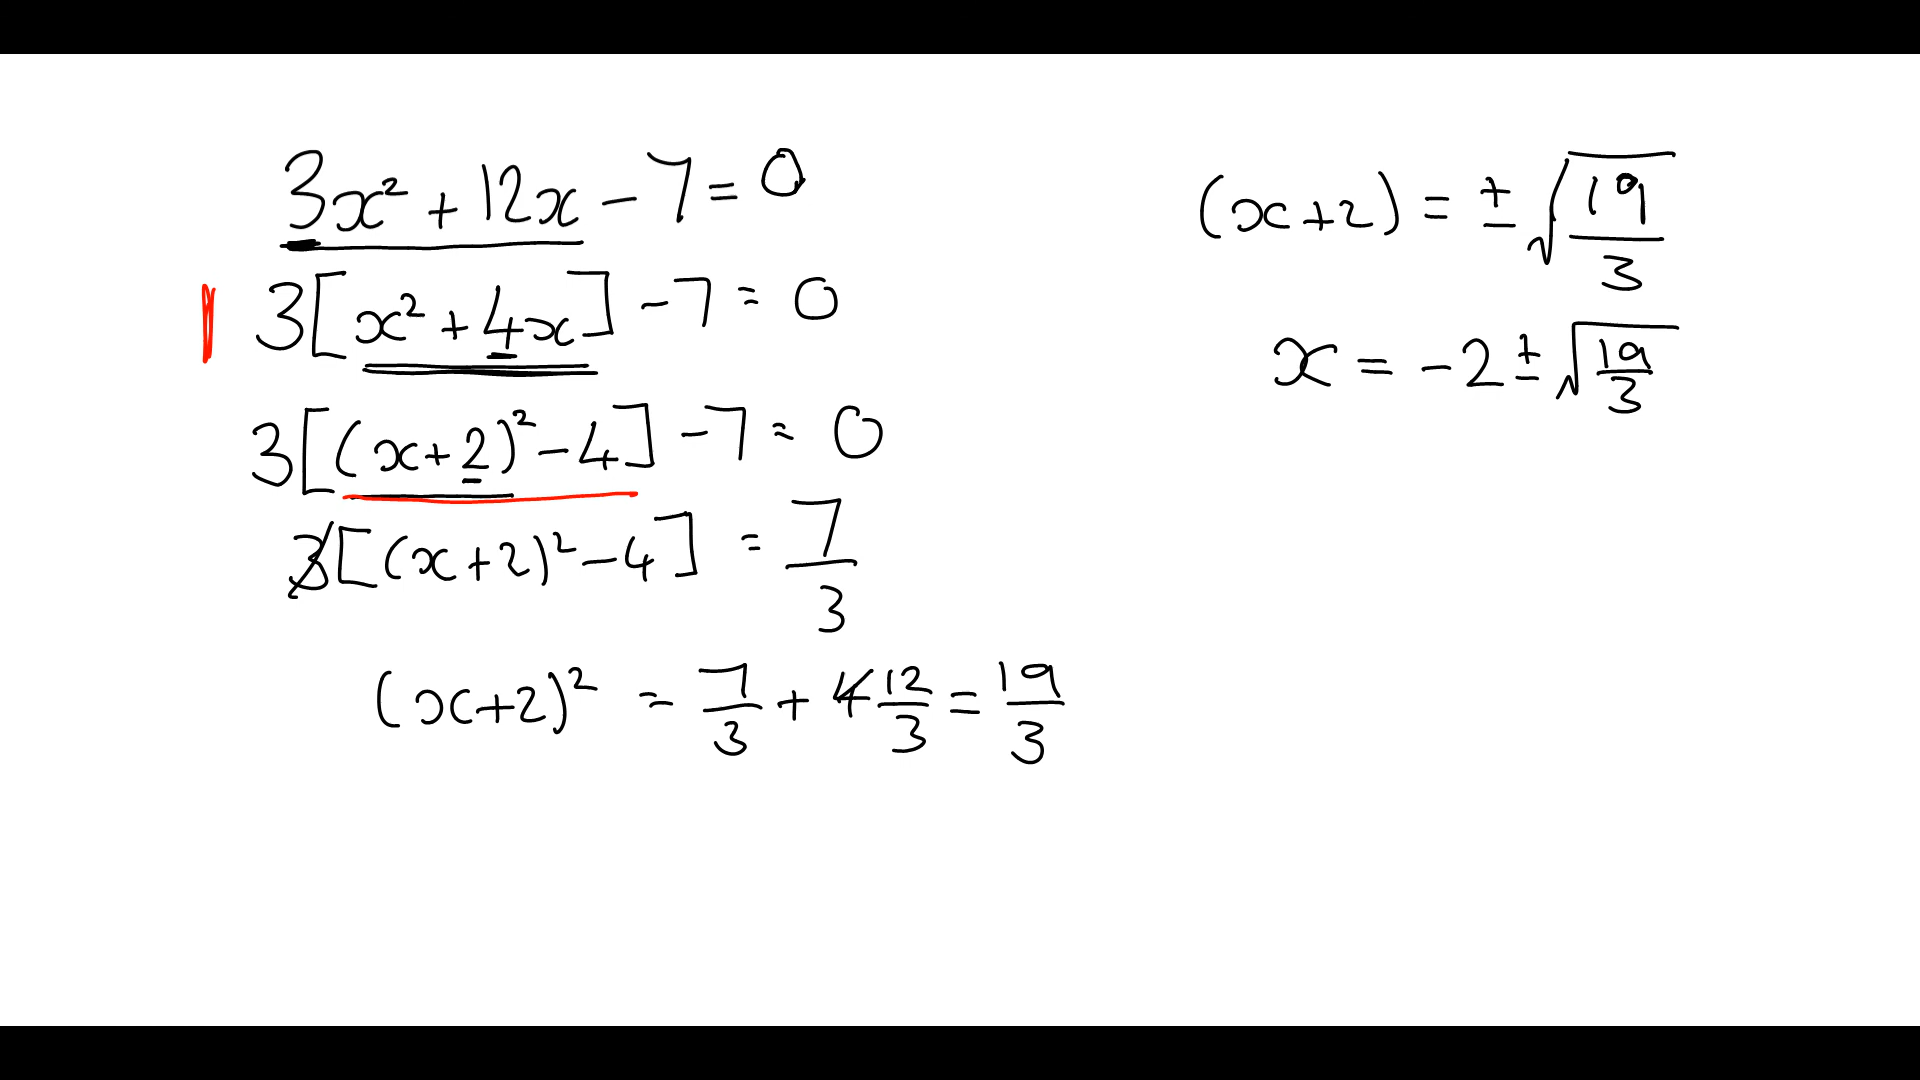 3x² + 12x - 7 = 0
3[x² + 4x] - 7 = 0
3[(x+2)² - 4] - 7 = 0
3[(x+2)² - 4] = 7/3
(x+2)² = 7/3 + 4 12/3 = 19/3
(x+2) = ± √(19/3)
x = -2 ± √(19/3)